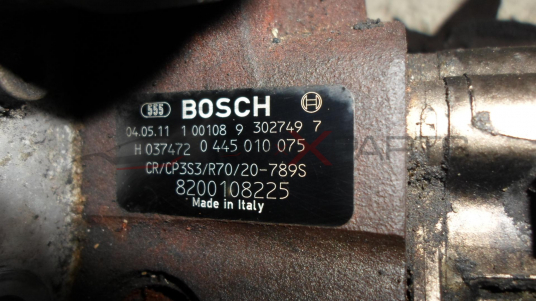 555 BOSCH
04.05.11 1 00108 9 302749 7
H 037472 0 445 010 075
CR/CP3S3/R70/20-789S
8200108225
Made in Italy
XPARTS